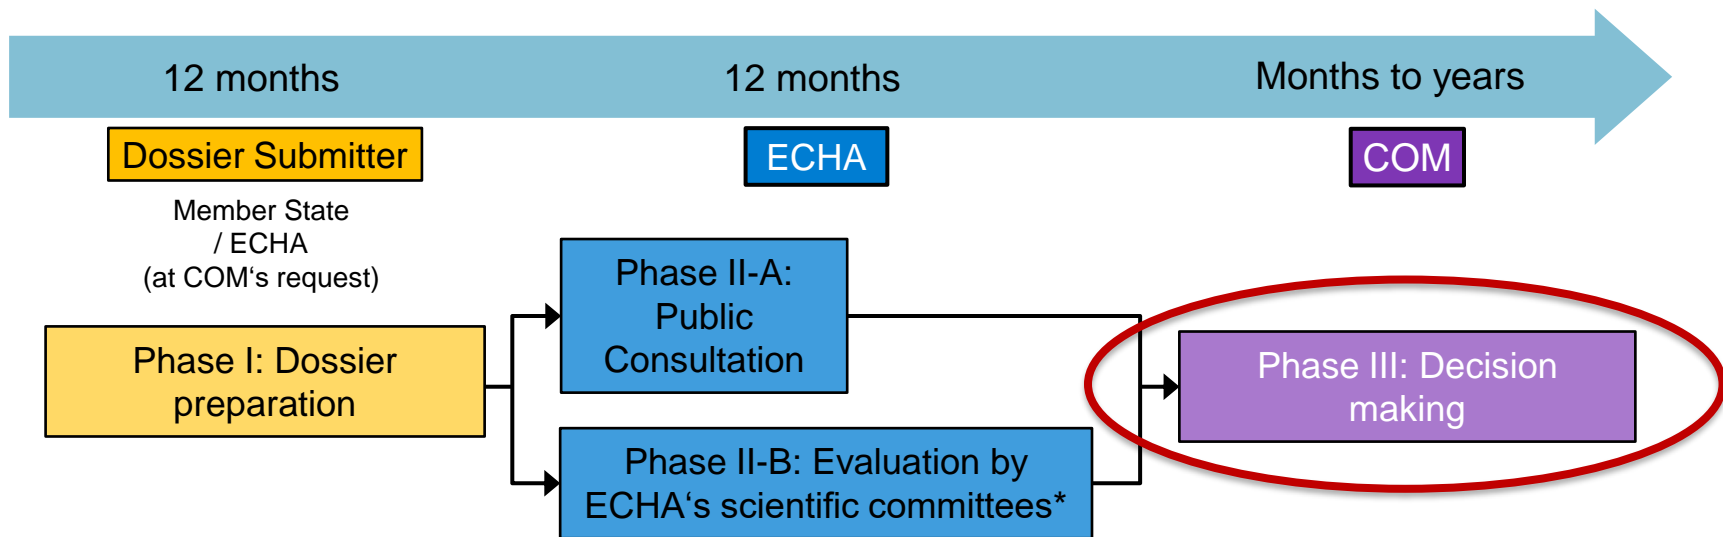 12 months
12 months
Months to years
Dossier Submitter
ECHA
COM
Member State
/ ECHA
(at COM‘s request)
Phase I: Dossier
preparation
Phase II-A:
Public
Consultation
Phase II-B: Evaluation by
ECHA‘s scientific committees*
Phase III: Decision
making